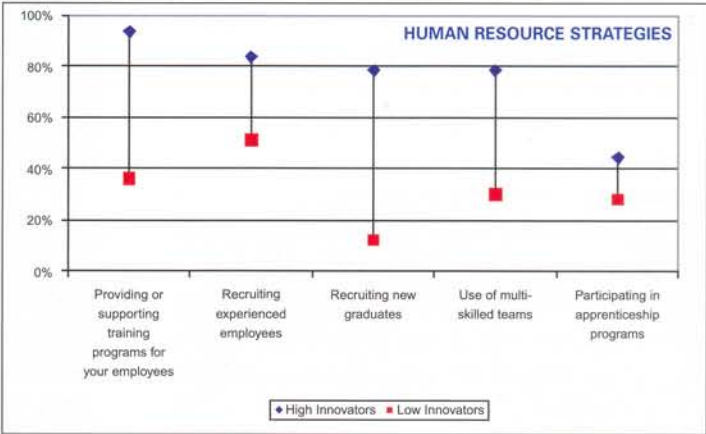 HUMAN RESOURCE STRATEGIES
100%
80%
60%
40%
20%
0%
Providing or
supporting
training
programs for
your employees
Recruiting
experienced
employees
Recruiting new
graduates
Use of multi-
skilled teams
Participating in
apprenticeship
programs
High Innovators
Low Innovators